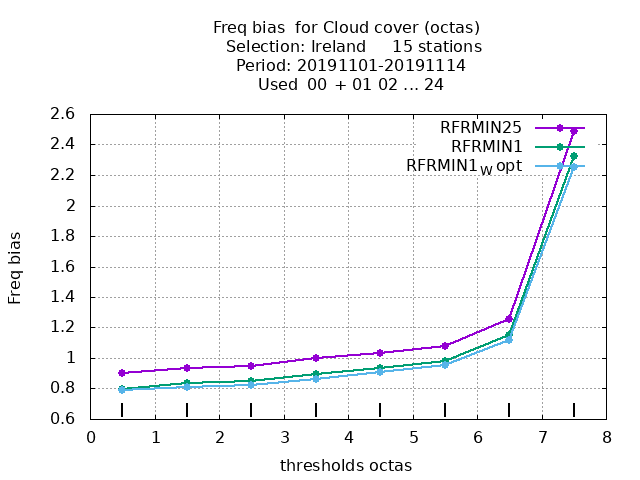 Freq bias  for Cloud cover (octas)
Selection: Ireland     15 stations
Period: 20191101-20191114
Used  00  + 01 02 ... 24
RFRMIN25
RFRMIN1
RFRMIN1W opt
2.6
2.4
2.2
2
1.8
1.6
1.4
1.2
1
0.8
0.6
Freq bias
0 1 2 3 4 5 6 7 8
thresholds octas